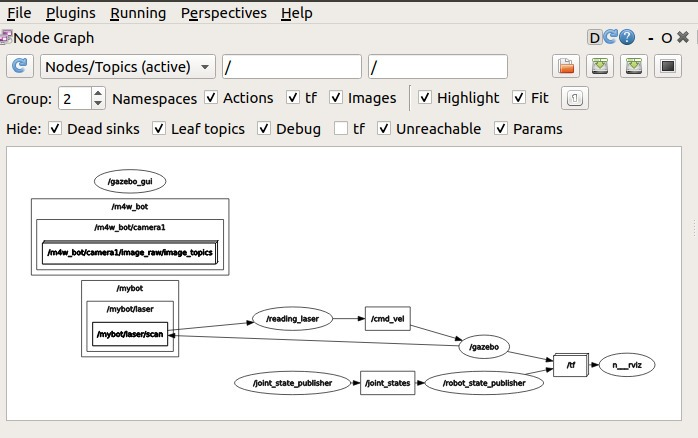 File Plugins Running Perspectives Help
Node Graph D - O
Nodes/Topics (active) / /
Group: 2 Namespaces Actions tf Images Highlight Fit
Hide: Dead sinks Leaf topics Debug tf Unreachable Params
/gazebo_gui
/m4w_bot
/m4w_bot/camera1
/m4w_bot/camera1/image_raw/image_topics
/mybot
/mybot/laser
/mybot/laser/scan
/reading_laser
/cmd_vel
/gazebo
/tf
n__rviz
/joint_state_publisher
/joint_states
/robot_state_publisher